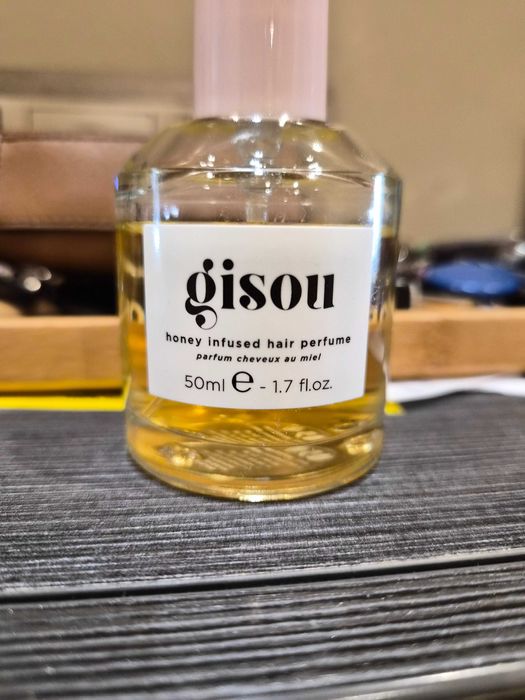 gisou
honey infused hair perfume
parfum cheveux au miel
50ml ℮ - 1.7 fl.oz.